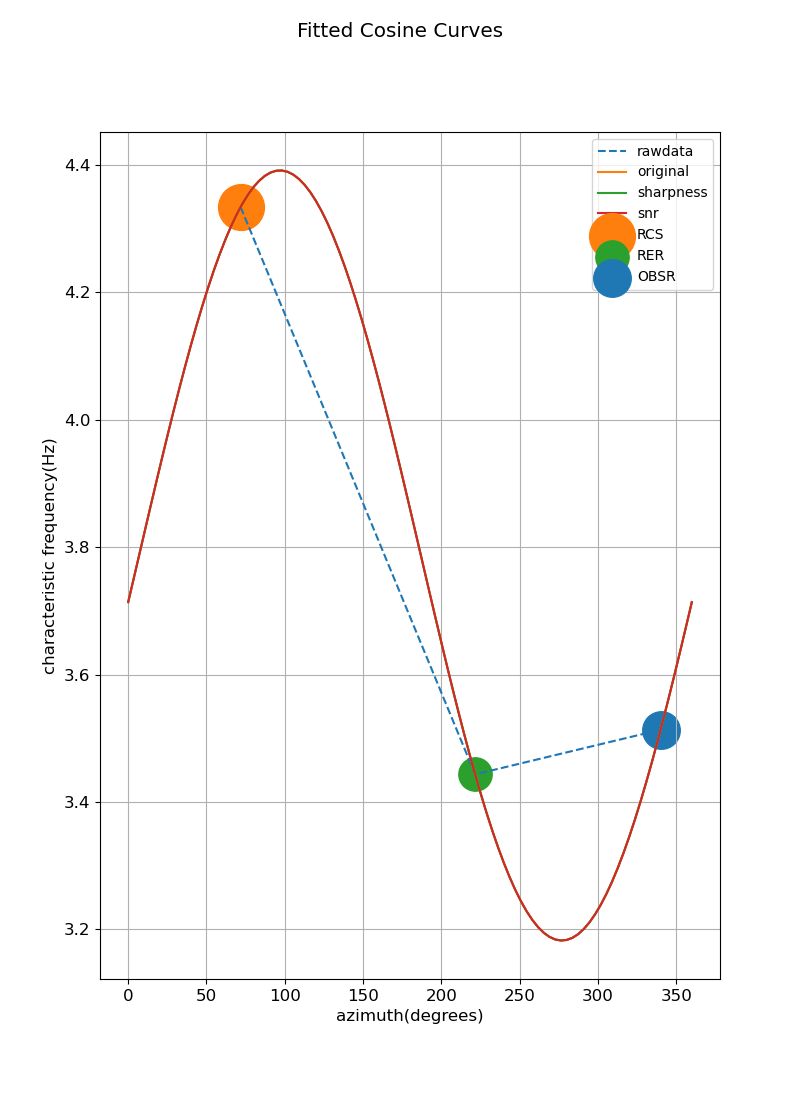 Fitted Cosine Curves
4.4
4.2
4.0
3.8
3.6
3.4
3.2
characteristic frequency(Hz)
rawdata
original
sharpness
snr
RCS
RER
OBSR
0 50 100 150 200 250 300 350
azimuth(degrees)